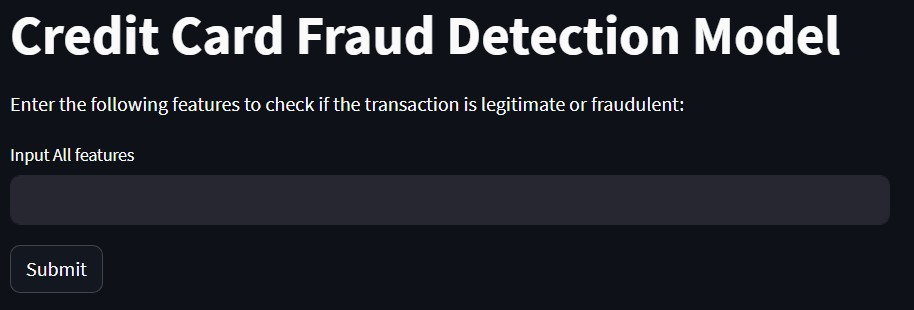 Credit Card Fraud Detection Model
Enter the following features to check if the transaction is legitimate or fraudulent:
Input All features
Submit